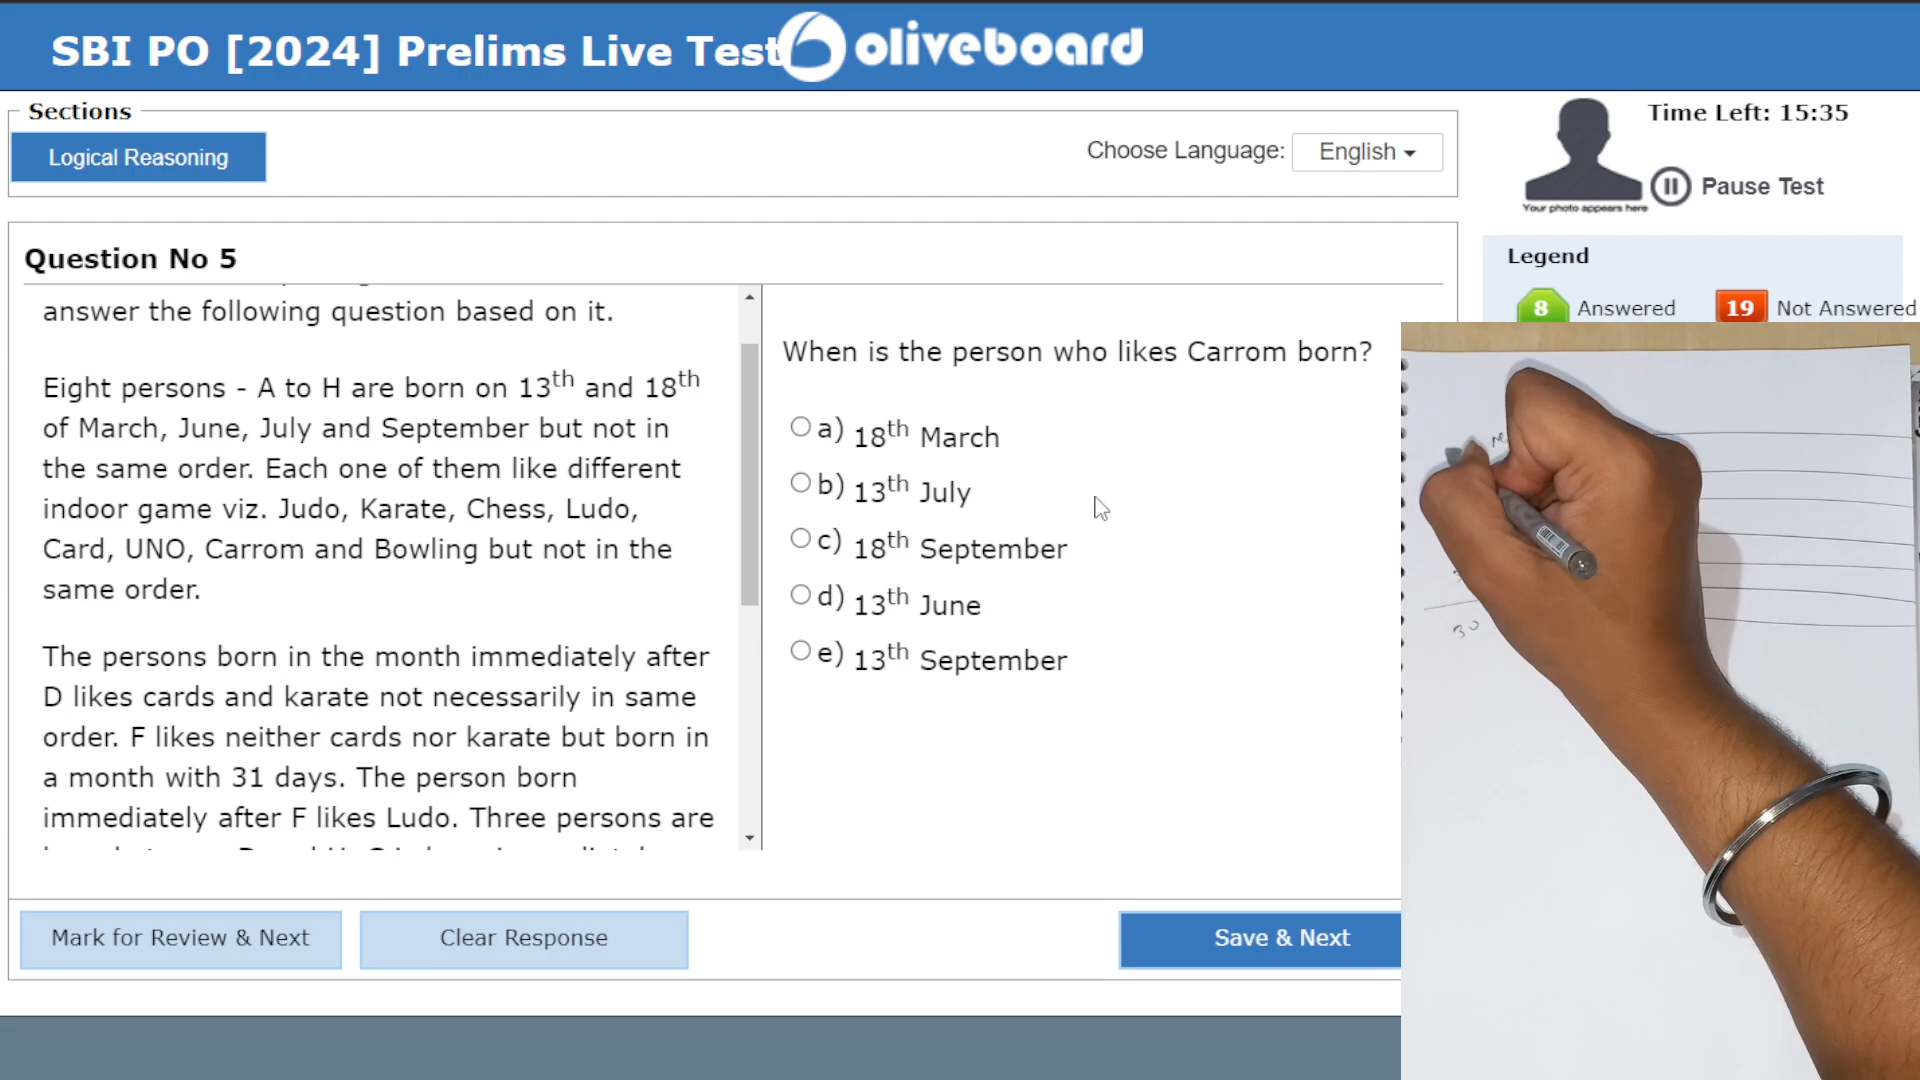 SBI PO [2024] Prelims Live Test
oliveboard
Sections
Logical Reasoning
Choose Language:
English
Time Left: 15:35
Pause Test
Your photo appears here
Question No 5
Legend
8 Answered
19 Not Answered
answer the following question based on it.
Eight persons - A to H are born on 13th and 18th
of March, June, July and September but not in
the same order. Each one of them like different
indoor game viz. Judo, Karate, Chess, Ludo,
Card, UNO, Carrom and Bowling but not in the
same order.
The persons born in the month immediately after
D likes cards and karate not necessarily in same
order. F likes neither cards nor karate but born in
a month with 31 days. The person born
immediately after F likes Ludo. Three persons are
When is the person who likes Carrom born?
a) 18th March
b) 13th July
c) 18th September
d) 13th June
e) 13th September
30
Mark for Review & Next
Clear Response
Save & Next